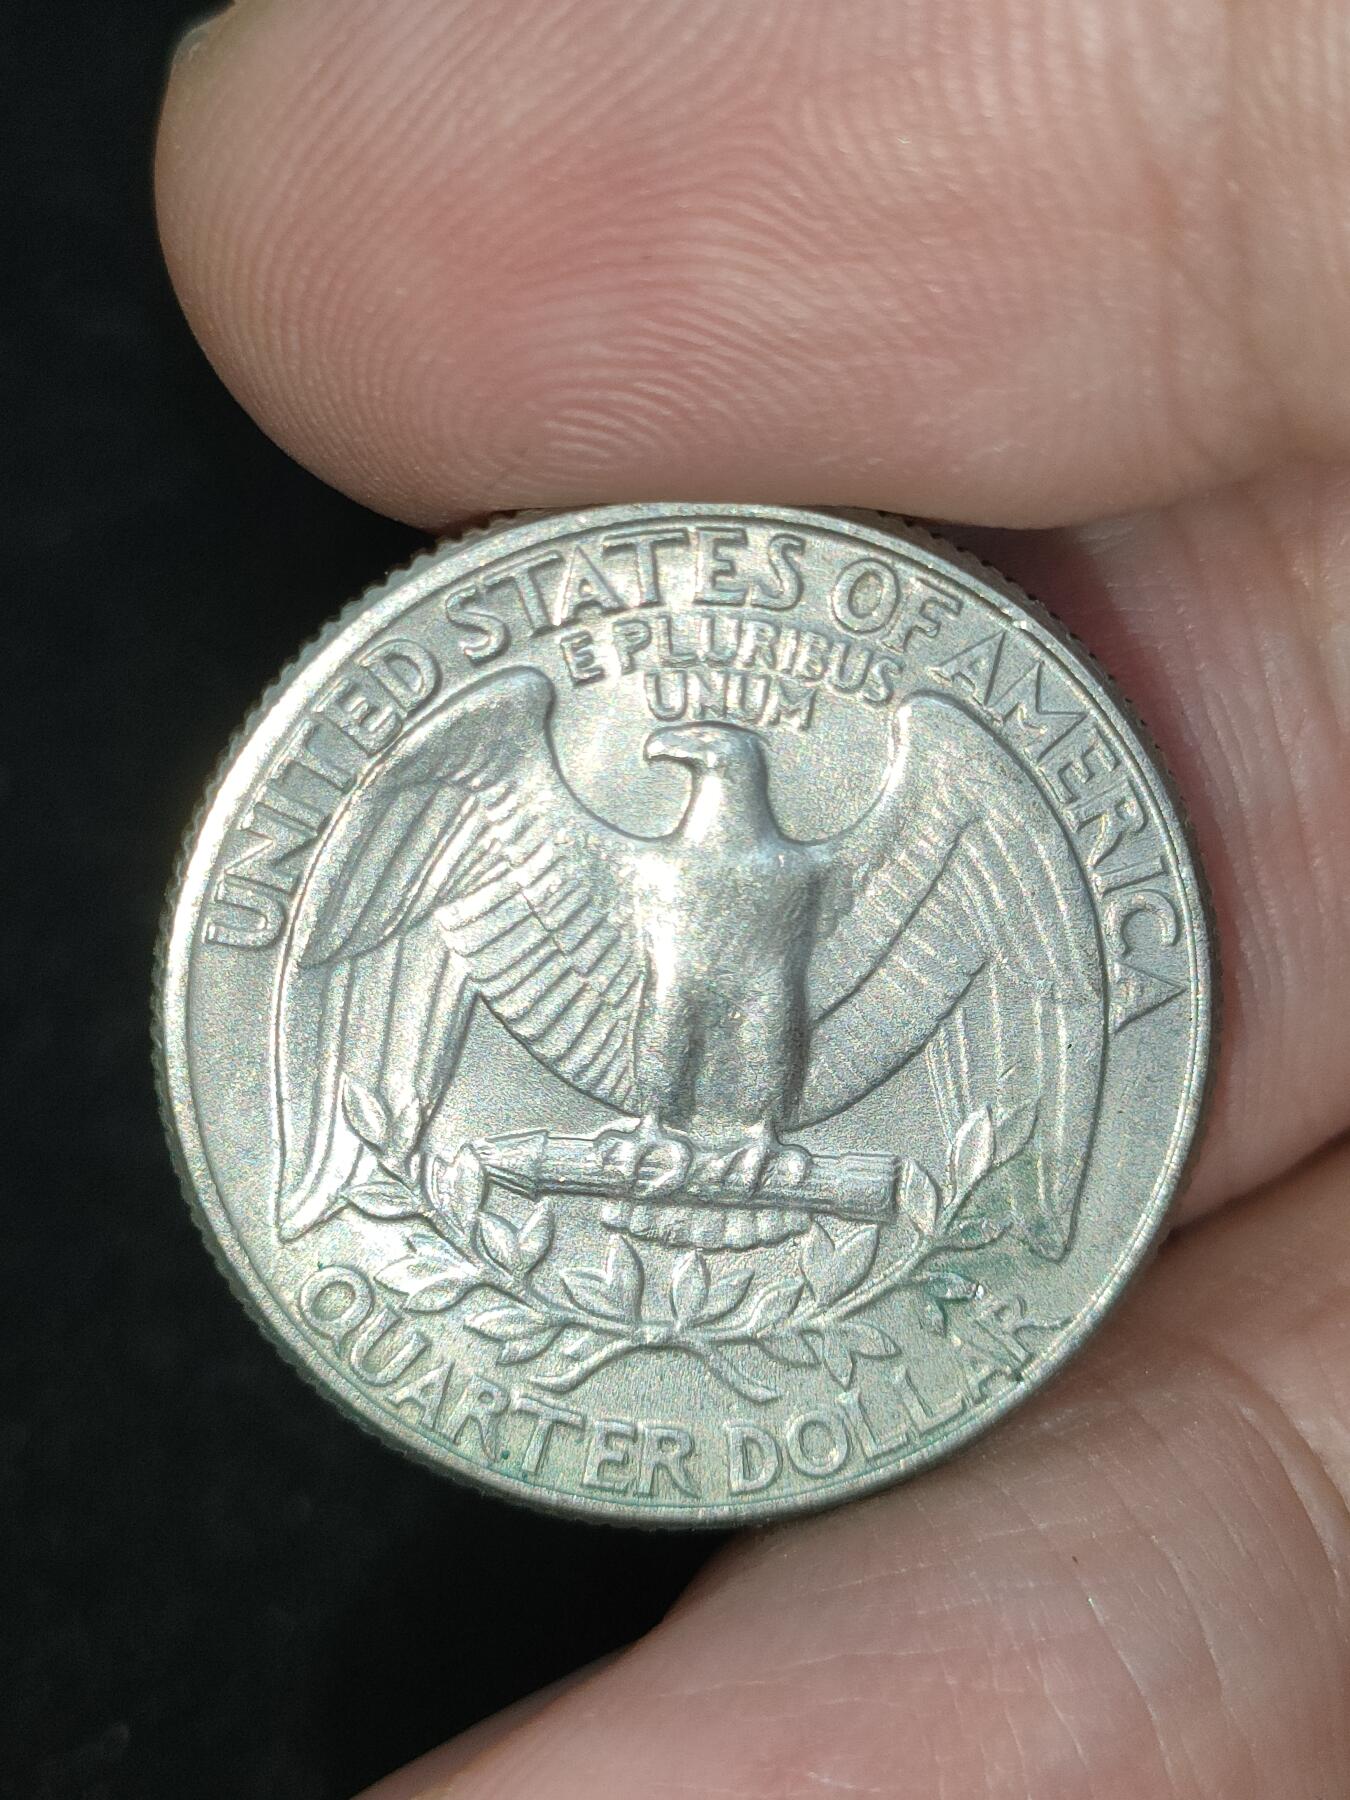 UNITED STATES OF AMERICA
E PLURIBUS
UNUM
QUARTER DOLLAR